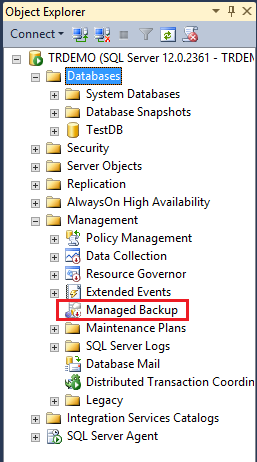 Object Explorer
Connect
TRDEMO (SQL Server 12.0.2361 - TRDEMO
Databases
System Databases
Database Snapshots
TestDB
Security
Server Objects
Replication
AlwaysOn High Availability
Management
Policy Management
Data Collection
Resource Governor
Extended Events
Managed Backup
Maintenance Plans
SQL Server Logs
Database Mail
Distributed Transaction Coordin
Legacy
Integration Services Catalogs
SQL Server Agent